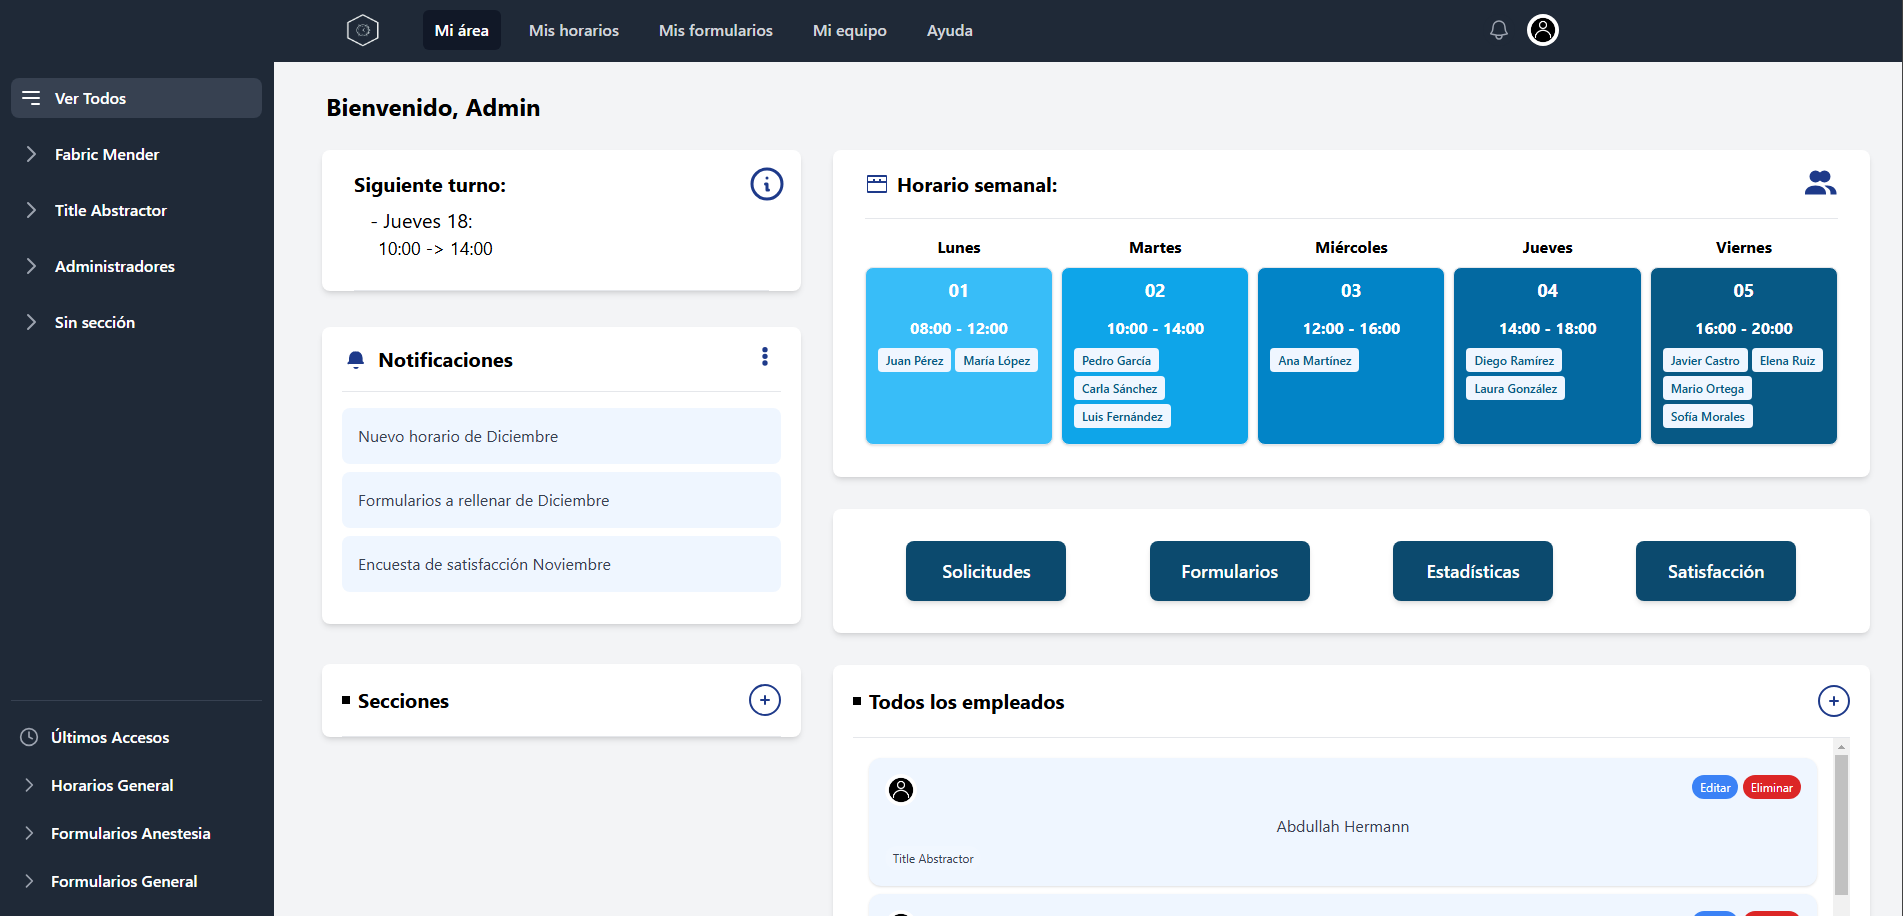 Mi área
Mis horarios
Mis formularios
Mi equipo
Ayuda
Ver Todos
Fabric Mender
Title Abstractor
Administradores
Sin sección
Últimos Accesos
Horarios General
Formularios Anestesia
Formularios General
Bienvenido, Admin
Siguiente turno:
- Jueves 18:
10:00 -> 14:00
Notificaciones
Nuevo horario de Diciembre
Formularios a rellenar de Diciembre
Encuesta de satisfacción Noviembre
Secciones
Horario semanal:
Lunes
01
08:00 - 12:00
Juan Pérez María López
Martes
02
10:00 - 14:00
Pedro García
Carla Sánchez
Luis Fernández
Miércoles
03
12:00 - 16:00
Ana Martínez
Jueves
04
14:00 - 18:00
Diego Ramírez
Laura González
Viernes
05
16:00 - 20:00
Javier Castro Elena Ruiz
Mario Ortega
Sofía Morales
Solicitudes
Formularios
Estadísticas
Satisfacción
Todos los empleados
Editar Eliminar
Abdullah Hermann
Title Abstractor